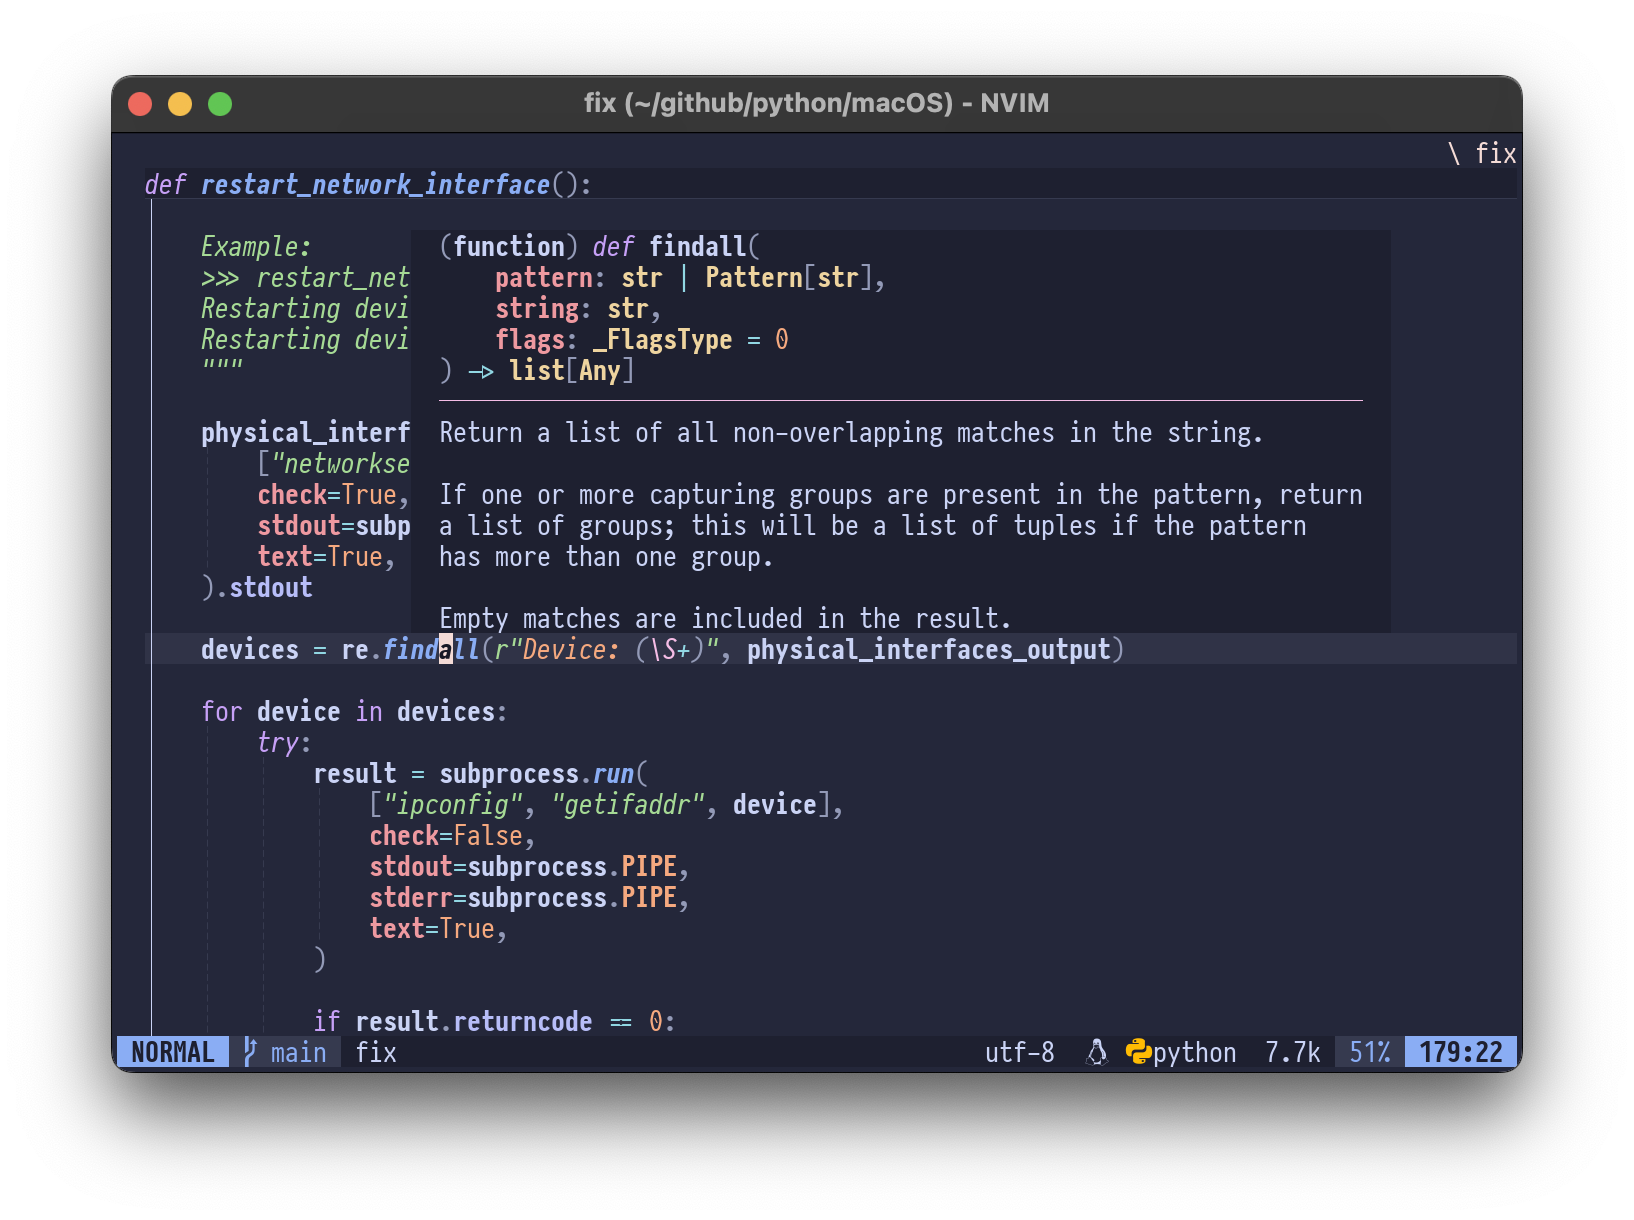 fix (~/github/python/macOS) - NVIM
\ fix
def restart_network_interface():
Example:
>>> restart_net
Restarting devi
Restarting devi
"""
physical_interf
["networkse
check=True,
stdout=subp
text=True,
).stdout
(function) def findall(
pattern: str | Pattern[str],
string: str,
flags: _FlagsType = 0
) -> list[Any]
Return a list of all non-overlapping matches in the string.
If one or more capturing groups are present in the pattern, return
a list of groups; this will be a list of tuples if the pattern
has more than one group.
Empty matches are included in the result.
devices = re.findall(r"Device: (\S+)", physical_interfaces_output)
for device in devices:
try:
result = subprocess.run(
["ipconfig", "getifaddr", device],
check=False,
stdout=subprocess.PIPE,
stderr=subprocess.PIPE,
text=True,
)
if result.returncode == 0:
NORMAL main fix utf-8 python 7.7k 51% 179:22